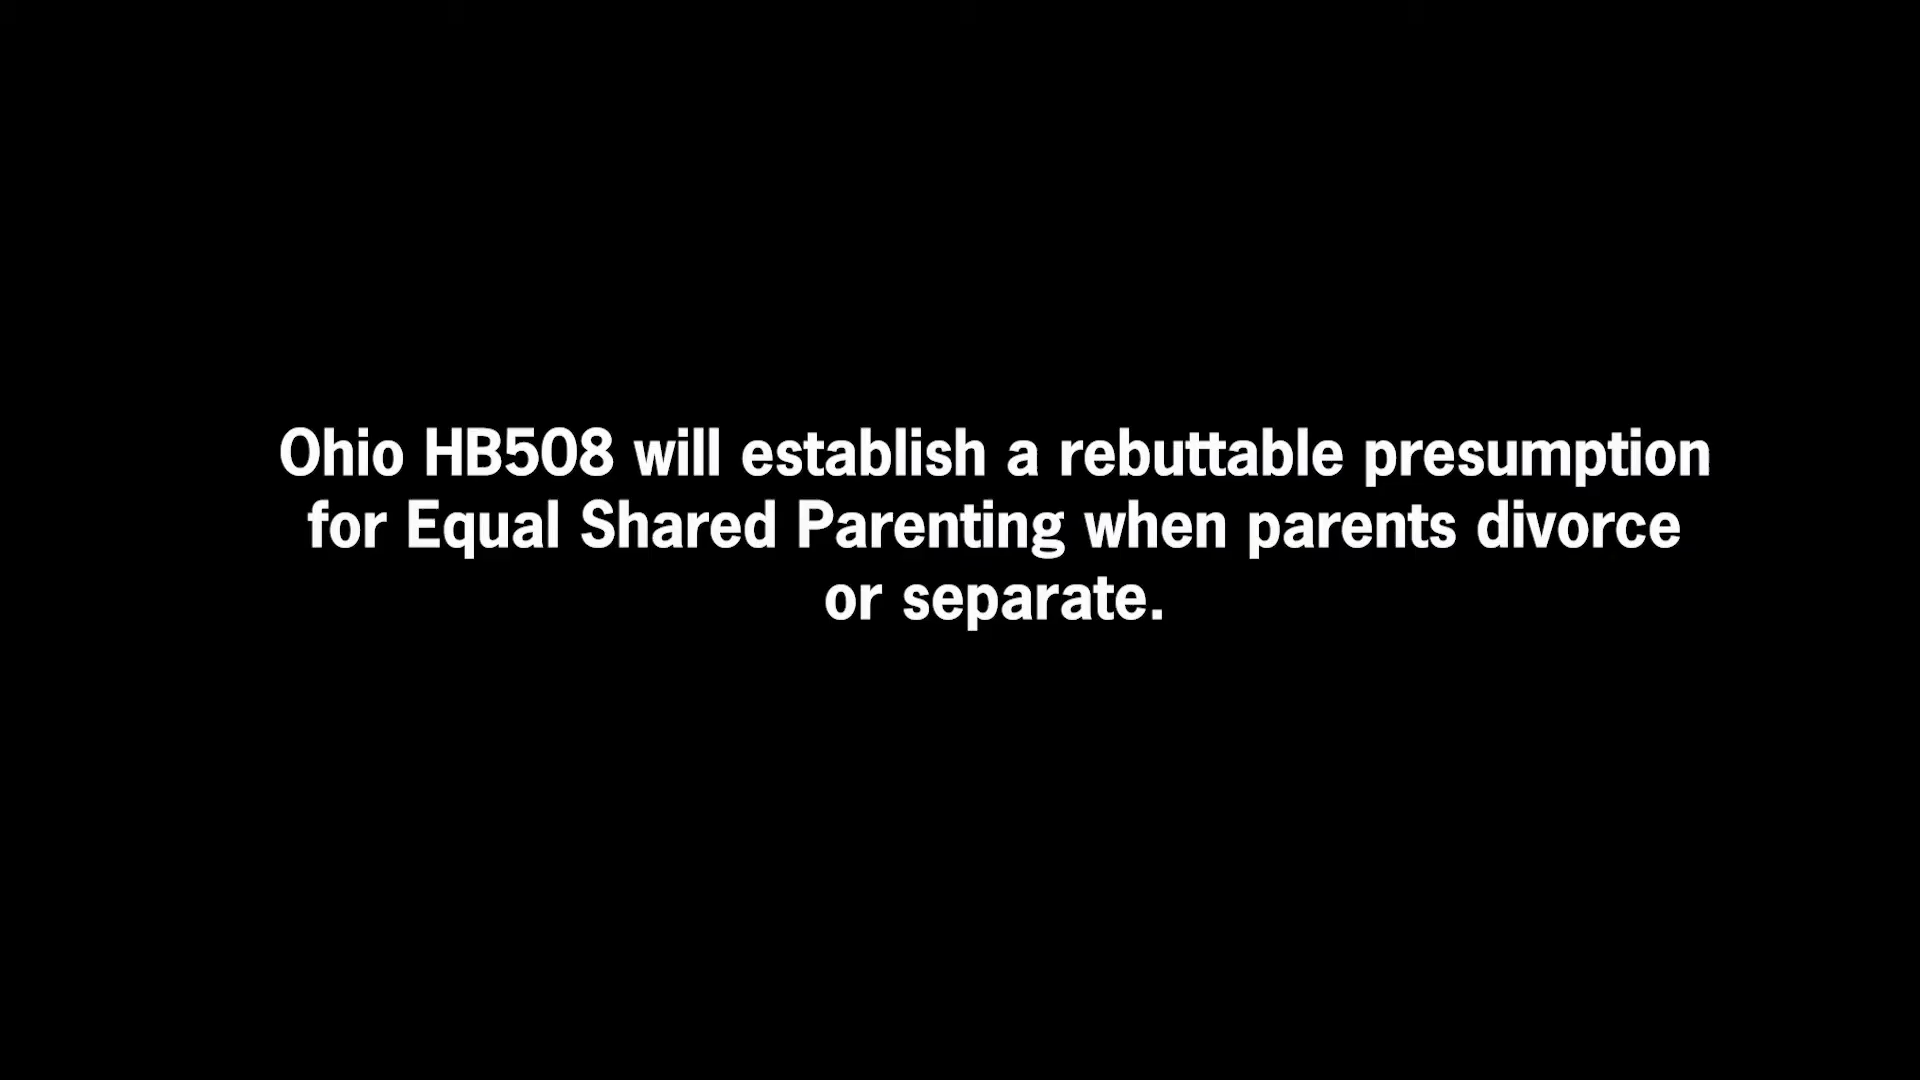 Ohio HB508 will establish a rebuttable presumption
for Equal Shared Parenting when parents divorce
or separate.